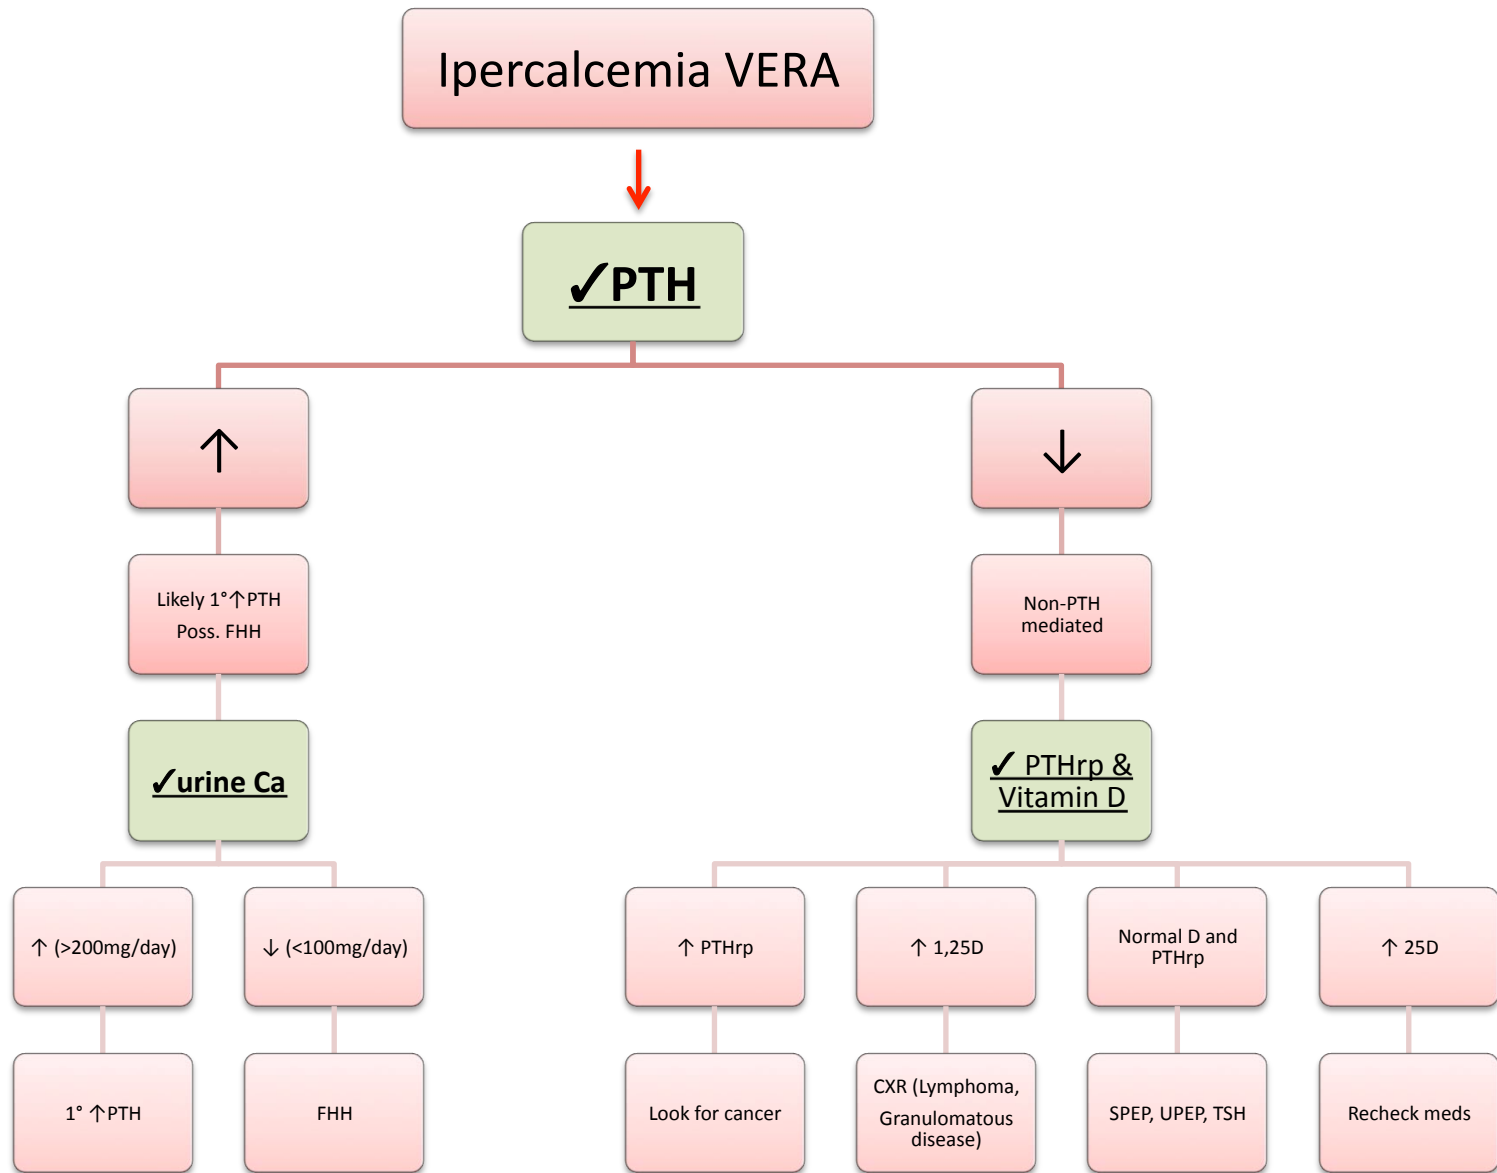 Ipercalcemia VERA
✓PTH
↑
↓
Likely 1°↑PTH
Poss. FHH
Non-PTH
mediated
✓urine Ca
✓ PTHrp &
Vitamin D
↑ (>200mg/day)
↓ (<100mg/day)
↑ PTHrp
↑ 1,25D
Normal D and
PTHrp
↑ 25D
1° ↑PTH
FHH
Look for cancer
CXR (Lymphoma,
Granulomatous
disease)
SPEP, UPEP, TSH
Recheck meds